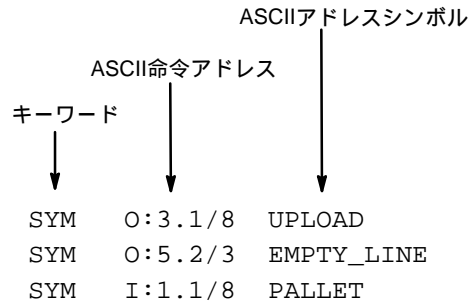 ASCIIアドレスシンボル
ASCII命令アドレス
キーワード
SYM O:3.1/8 UPLOAD
SYM O:5.2/3 EMPTY_LINE
SYM I:1.1/8 PALLET